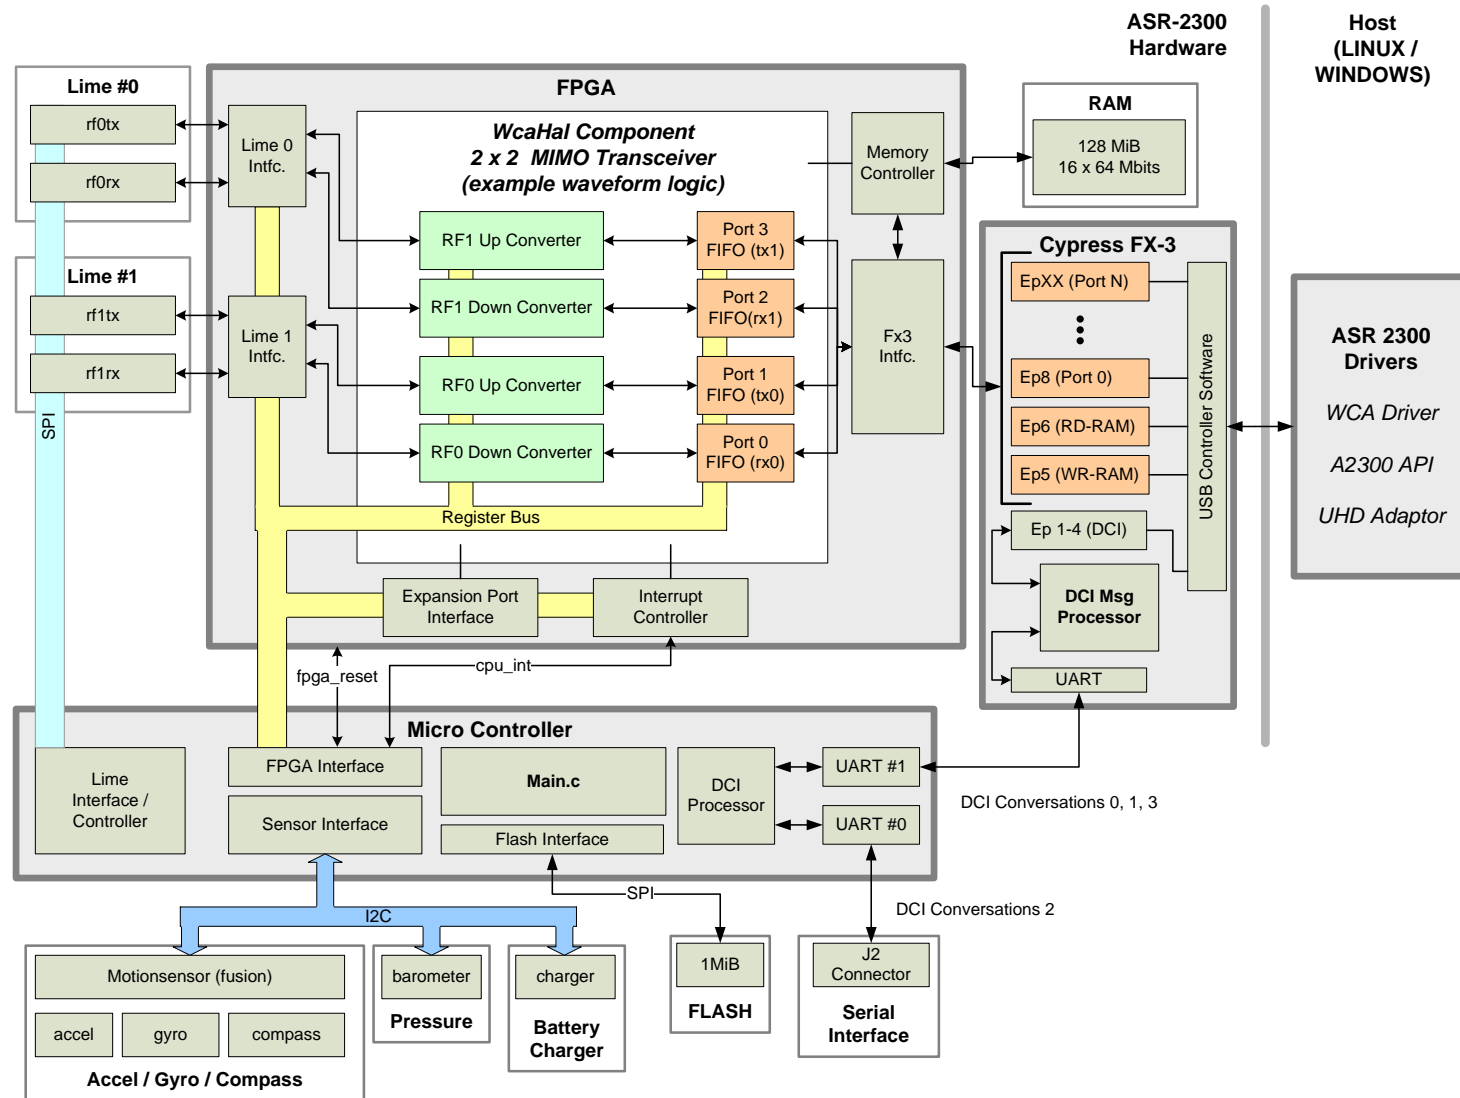 ASR-2300
Hardware
Host
(LINUX /
WINDOWS)
Lime #0
rf0tx
rf0rx
Lime #1
rf1tx
rf1rx
SPI
FPGA
Lime 0
Intfc.
Lime 1
Intfc.
WcaHal Component
2 x 2 MIMO Transceiver
(example waveform logic)
RF1 Up Converter
RF1 Down Converter
RF0 Up Converter
RF0 Down Converter
Port 3
FIFO (tx1)
Port 2
FIFO(rx1)
Port 1
FIFO (tx0)
Port 0
FIFO (rx0)
Register Bus
Memory
Controller
Fx3
Intfc.
Expansion Port
Interface
Interrupt
Controller
RAM
128 MiB
16 x 64 Mbits
Cypress FX-3
EpXX (Port N)
Ep8 (Port 0)
Ep6 (RD-RAM)
Ep5 (WR-RAM)
Ep 1-4 (DCI)
DCI Msg
Processor
UART
USB Controller Software
ASR 2300
Drivers
WCA Driver
A2300 API
UHD Adaptor
fpga_reset
cpu_int
Micro Controller
Lime
Interface /
Controller
FPGA Interface
Sensor Interface
Main.c
Flash Interface
DCI
Processor
UART #1
UART #0
DCI Conversations 0, 1, 3
DCI Conversations 2
SPI
I2C
Motionsensor (fusion)
accel
gyro
compass
Accel / Gyro / Compass
barometer
Pressure
charger
Battery
Charger
1MiB
FLASH
J2
Connector
Serial
Interface